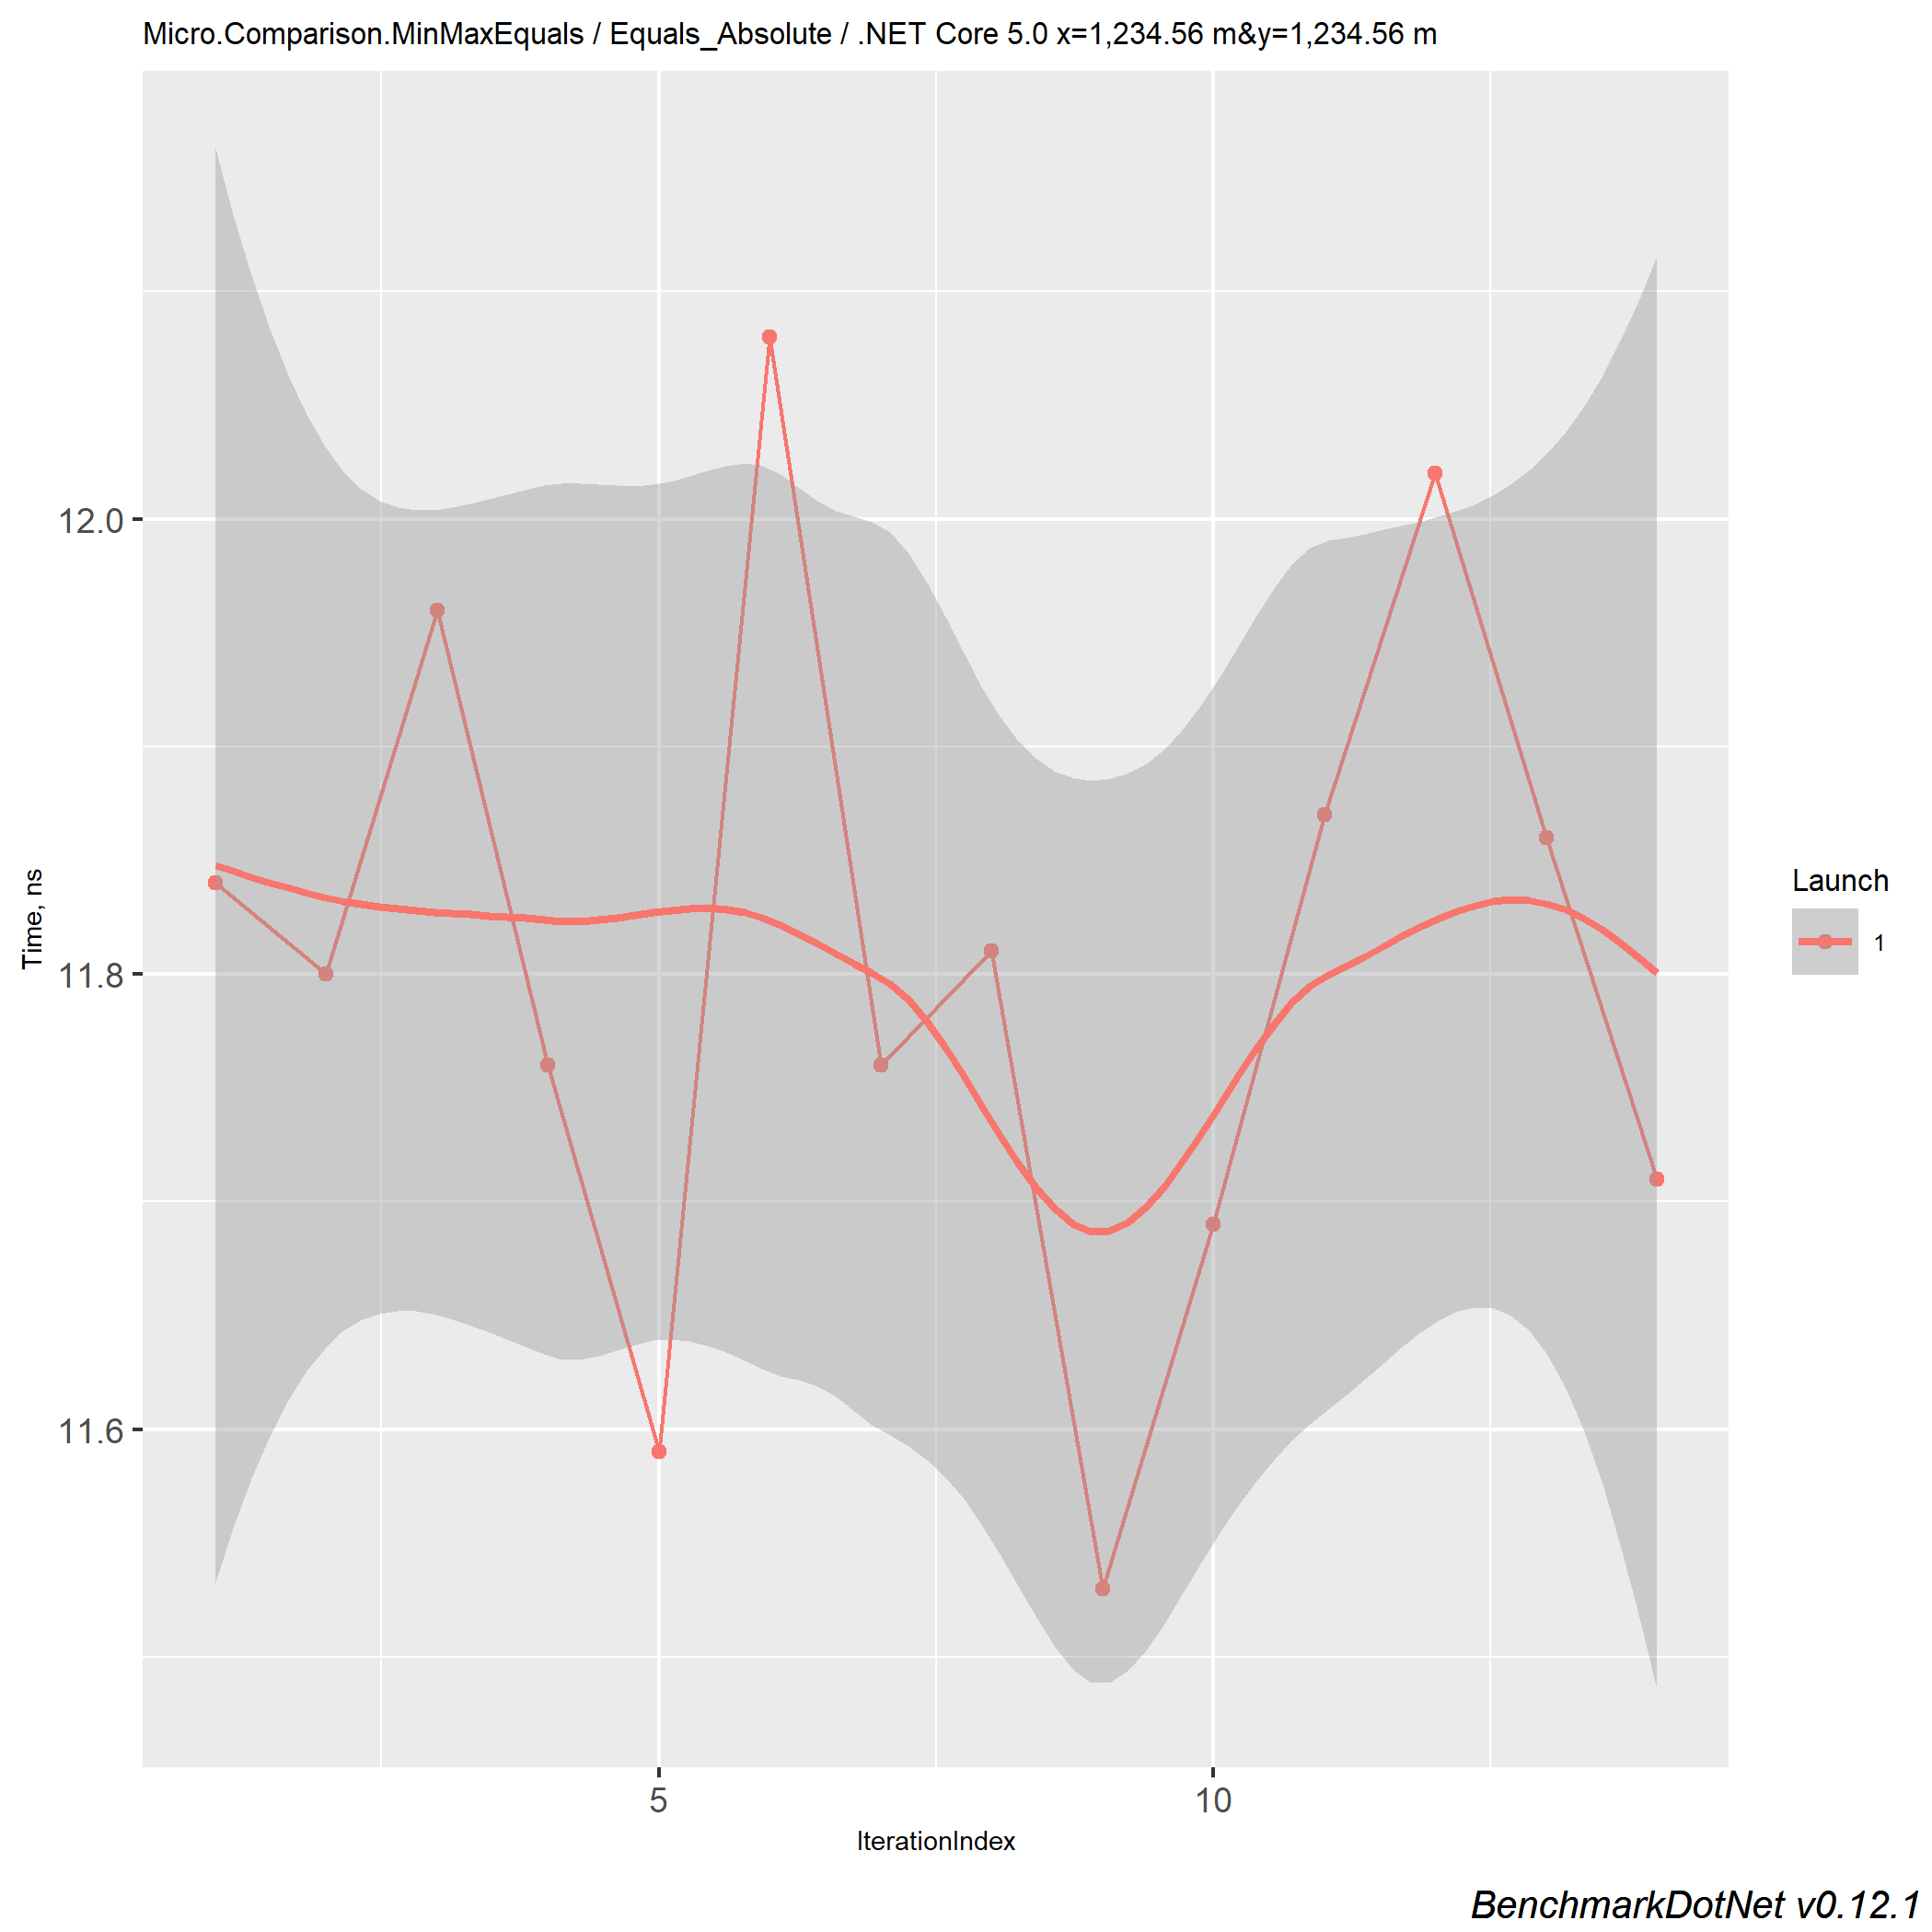 Micro.Comparison.MinMaxEquals / Equals_Absolute / .NET Core 5.0 x=1,234.56 m&y=1,234.56 m
12.0
11.8
11.6
Time, ns
5
10
IterationIndex
Launch
1
BenchmarkDotNet v0.12.1